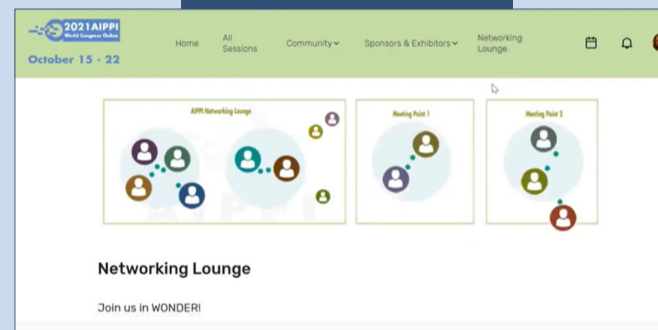 2021AIPPI
World Congress Online
October 15 - 22
Home
All
Sessions
Community
Sponsors & Exhibitors
Networking
Lounge
AIPPI Networking Lounge
Meeting Point 1
Meeting Point 2
AIPPI
Networking Lounge
Join us in WONDER!